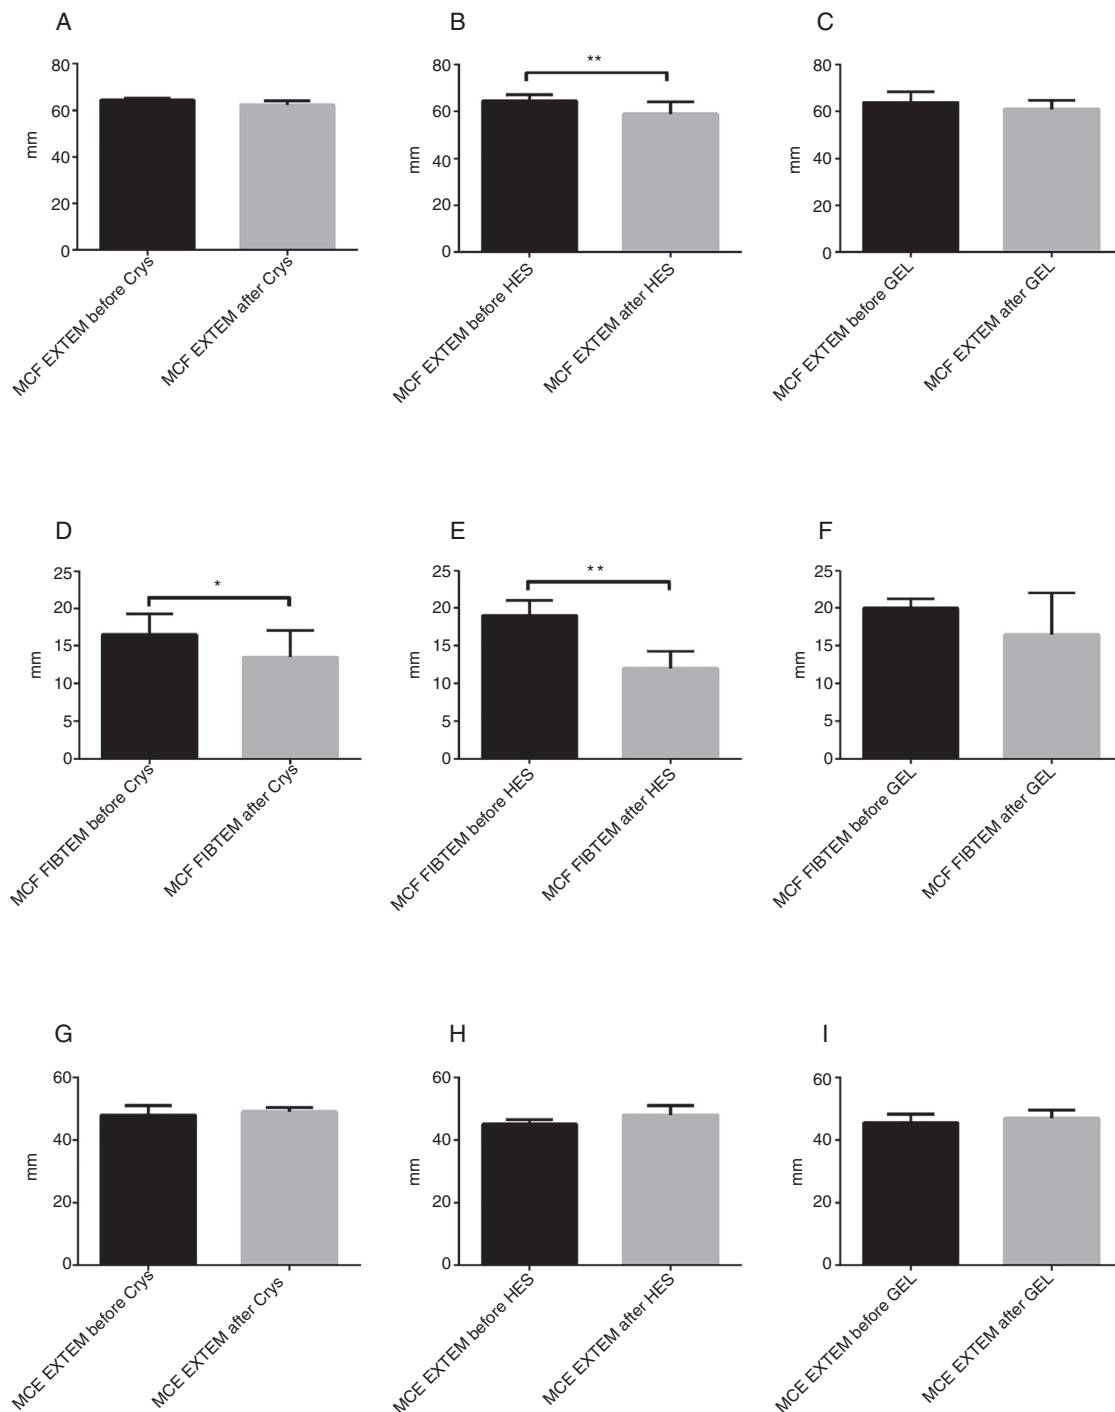 A
80
60
40
20
0
mm
MCF EXTEM before Crys
MCF EXTEM after Crys
B
**
80
60
40
20
0
mm
MCF EXTEM before HES
MCF EXTEM after HES
C
80
60
40
20
0
mm
MCF EXTEM before GEL
MCF EXTEM after GEL
D
*
25
20
15
10
5
0
mm
MCF FIBTEM before Crys
MCF FIBTEM after Crys
E
**
25
20
15
10
5
0
mm
MCF FIBTEM before HES
MCF FIBTEM after HES
F
25
20
15
10
5
0
mm
MCF FIBTEM before GEL
MCF FIBTEM after GEL
G
60
40
20
0
mm
MCE EXTEM before Crys
MCE EXTEM after Crys
H
60
40
20
0
mm
MCE EXTEM before HES
MCE EXTEM after HES
I
60
40
20
0
mm
MCE EXTEM before GEL
MCE EXTEM after GEL